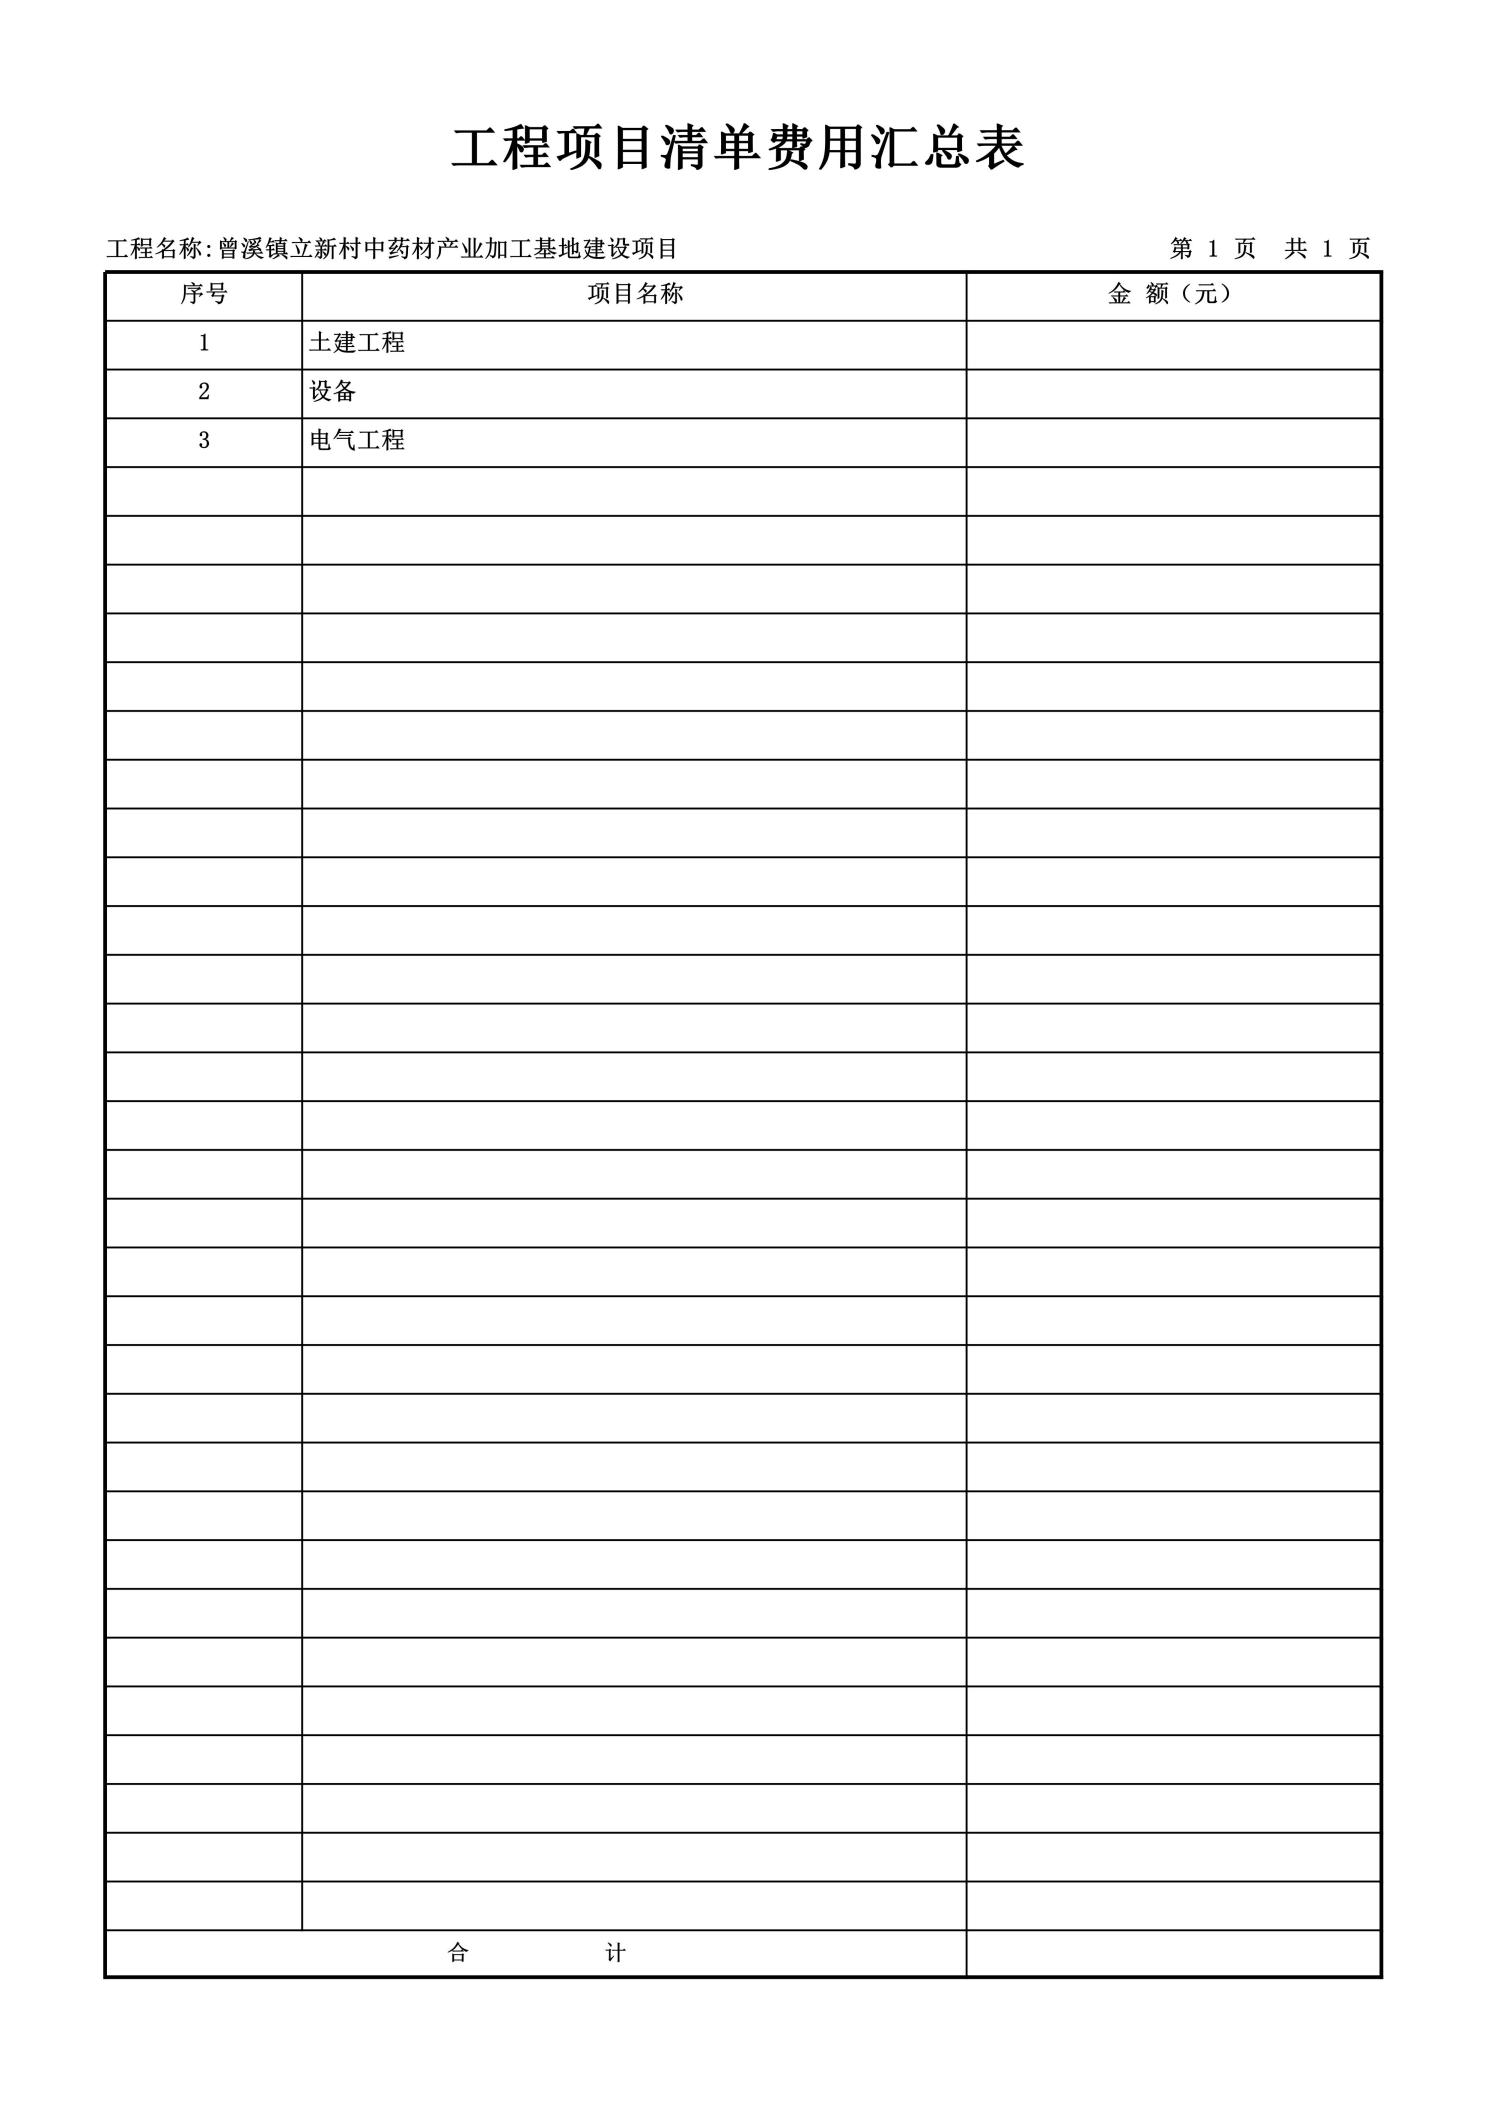 工程项目清单费用汇总表
工程名称:曾溪镇立新村中药材产业加工基地建设项目 第 1 页 共 1 页
序号 项目名称 金 额（元）
1 土建工程
2 设备
3 电气工程
合 计